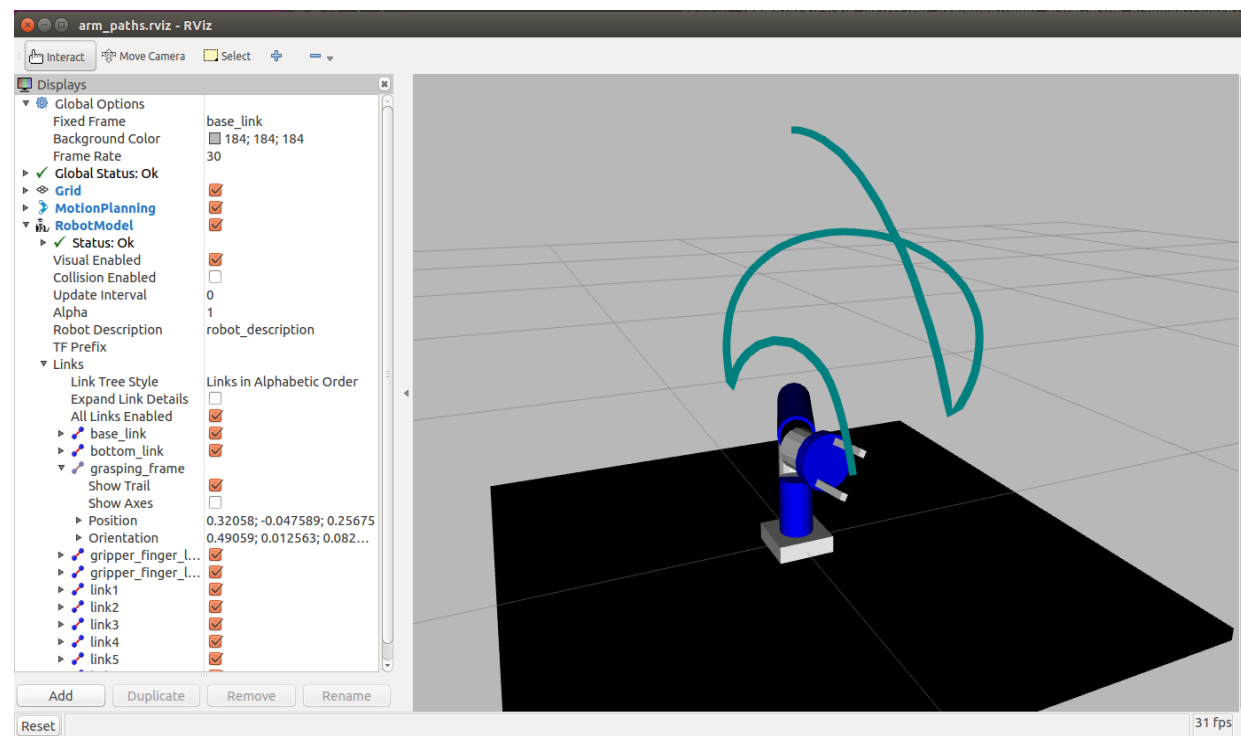 arm_paths.rviz - RViz
Interact Move Camera Select
Displays
Global Options
Fixed Frame base_link
Background Color 184; 184; 184
Frame Rate 30
Global Status: Ok
Grid
MotionPlanning
RobotModel
Status: Ok
Visual Enabled
Collision Enabled
Update Interval 0
Alpha 1
Robot Description robot_description
TF Prefix
Links
Link Tree Style Links in Alphabetic Order
Expand Link Details
All Links Enabled
base_link
bottom_link
grasping_frame
Show Trail
Show Axes
Position 0.32058; -0.047589; 0.25675
Orientation 0.49059; 0.012563; 0.082...
gripper_finger_l...
gripper_finger_l...
link1
link2
link3
link4
link5
Add Duplicate Remove Rename
Reset 31 fps